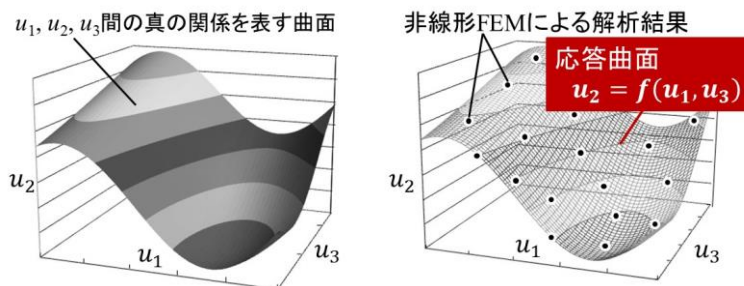 u₁, u₂, u₃間の真の関係を表す曲面
u₂
u₁
u₃
非線形FEMによる解析結果
応答曲面
u₂ = f(u₁,u₃)
u₂
u₁
u₃